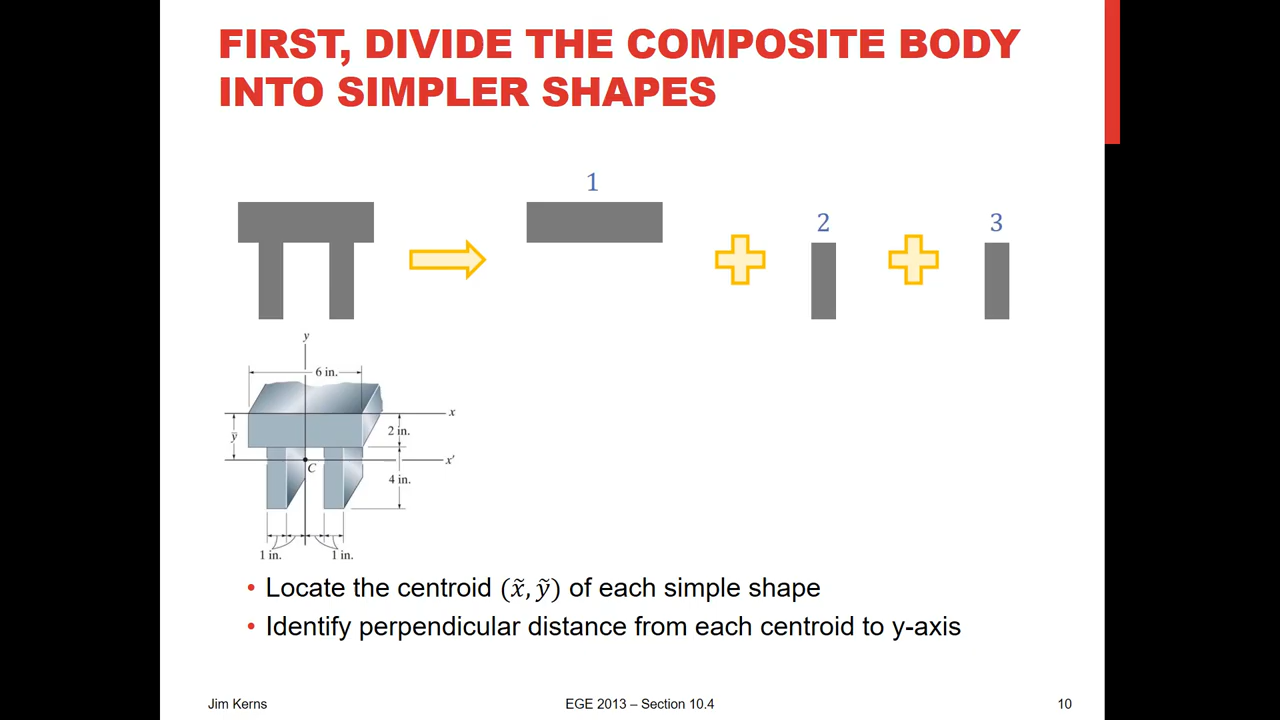 FIRST, DIVIDE THE COMPOSITE BODY
INTO SIMPLER SHAPES
1
2
3
y
6 in.
x
2 in.
ȳ
x'
C
4 in.
1 in.
1 in.
• Locate the centroid (x̃, ỹ) of each simple shape
• Identify perpendicular distance from each centroid to y-axis
Jim Kerns
EGE 2013 – Section 10.4
10